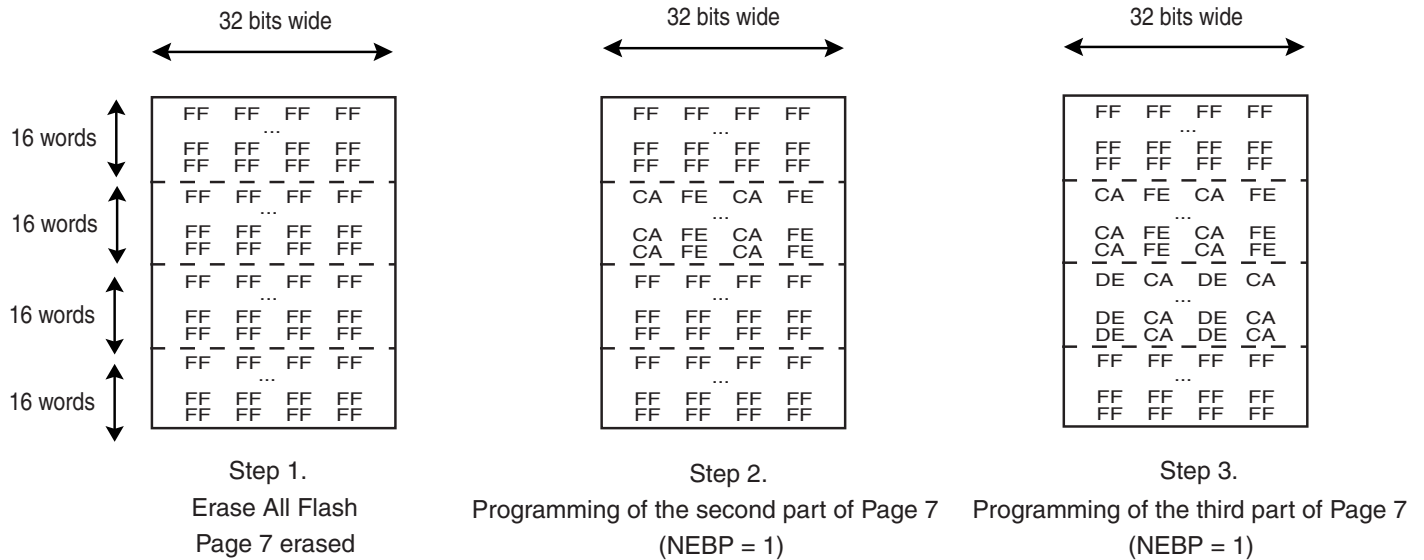 32 bits wide
32 bits wide
32 bits wide
16 words
16 words
16 words
16 words
FF FF FF FF
...
FF FF FF FF
FF FF FF FF
FF FF FF FF
...
FF FF FF FF
FF FF FF FF
FF FF FF FF
...
FF FF FF FF
FF FF FF FF
FF FF FF FF
...
FF FF FF FF
FF FF FF FF
Step 1.
Erase All Flash
Page 7 erased
FF FF FF FF
...
FF FF FF FF
FF FF FF FF
CA FE CA FE
...
CA FE CA FE
CA FE CA FE
FF FF FF FF
...
FF FF FF FF
FF FF FF FF
FF FF FF FF
...
FF FF FF FF
FF FF FF FF
Step 2.
Programming of the second part of Page 7
(NEBP = 1)
FF FF FF FF
...
FF FF FF FF
FF FF FF FF
CA FE CA FE
...
CA FE CA FE
CA FE CA FE
DE CA DE CA
...
DE CA DE CA
DE CA DE CA
FF FF FF FF
...
FF FF FF FF
FF FF FF FF
Step 3.
Programming of the third part of Page 7
(NEBP = 1)